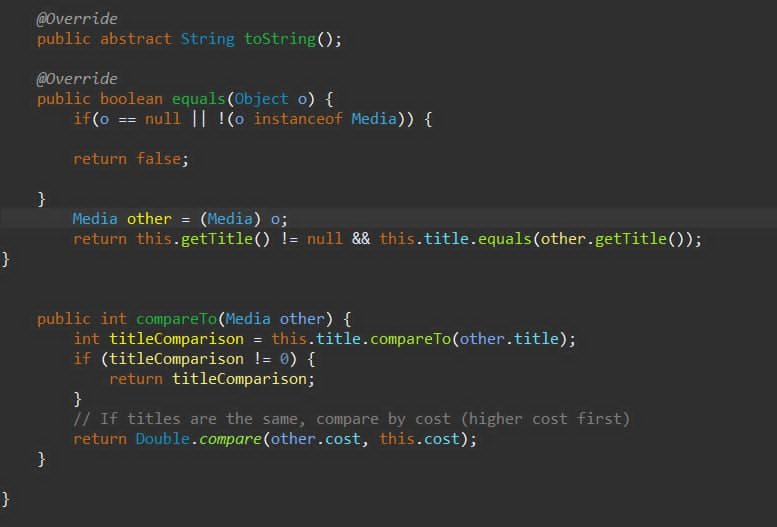 @Override
public abstract String toString();
@Override
public boolean equals(Object o) {
if(o == null || !(o instanceof Media)) {
return false;
}
Media other = (Media) o;
return this.getTitle() != null && this.title.equals(other.getTitle());
}
public int compareTo(Media other) {
int titleComparison = this.title.compareTo(other.title);
if (titleComparison != 0) {
return titleComparison;
}
// If titles are the same, compare by cost (higher cost first)
return Double.compare(other.cost, this.cost);
}
}